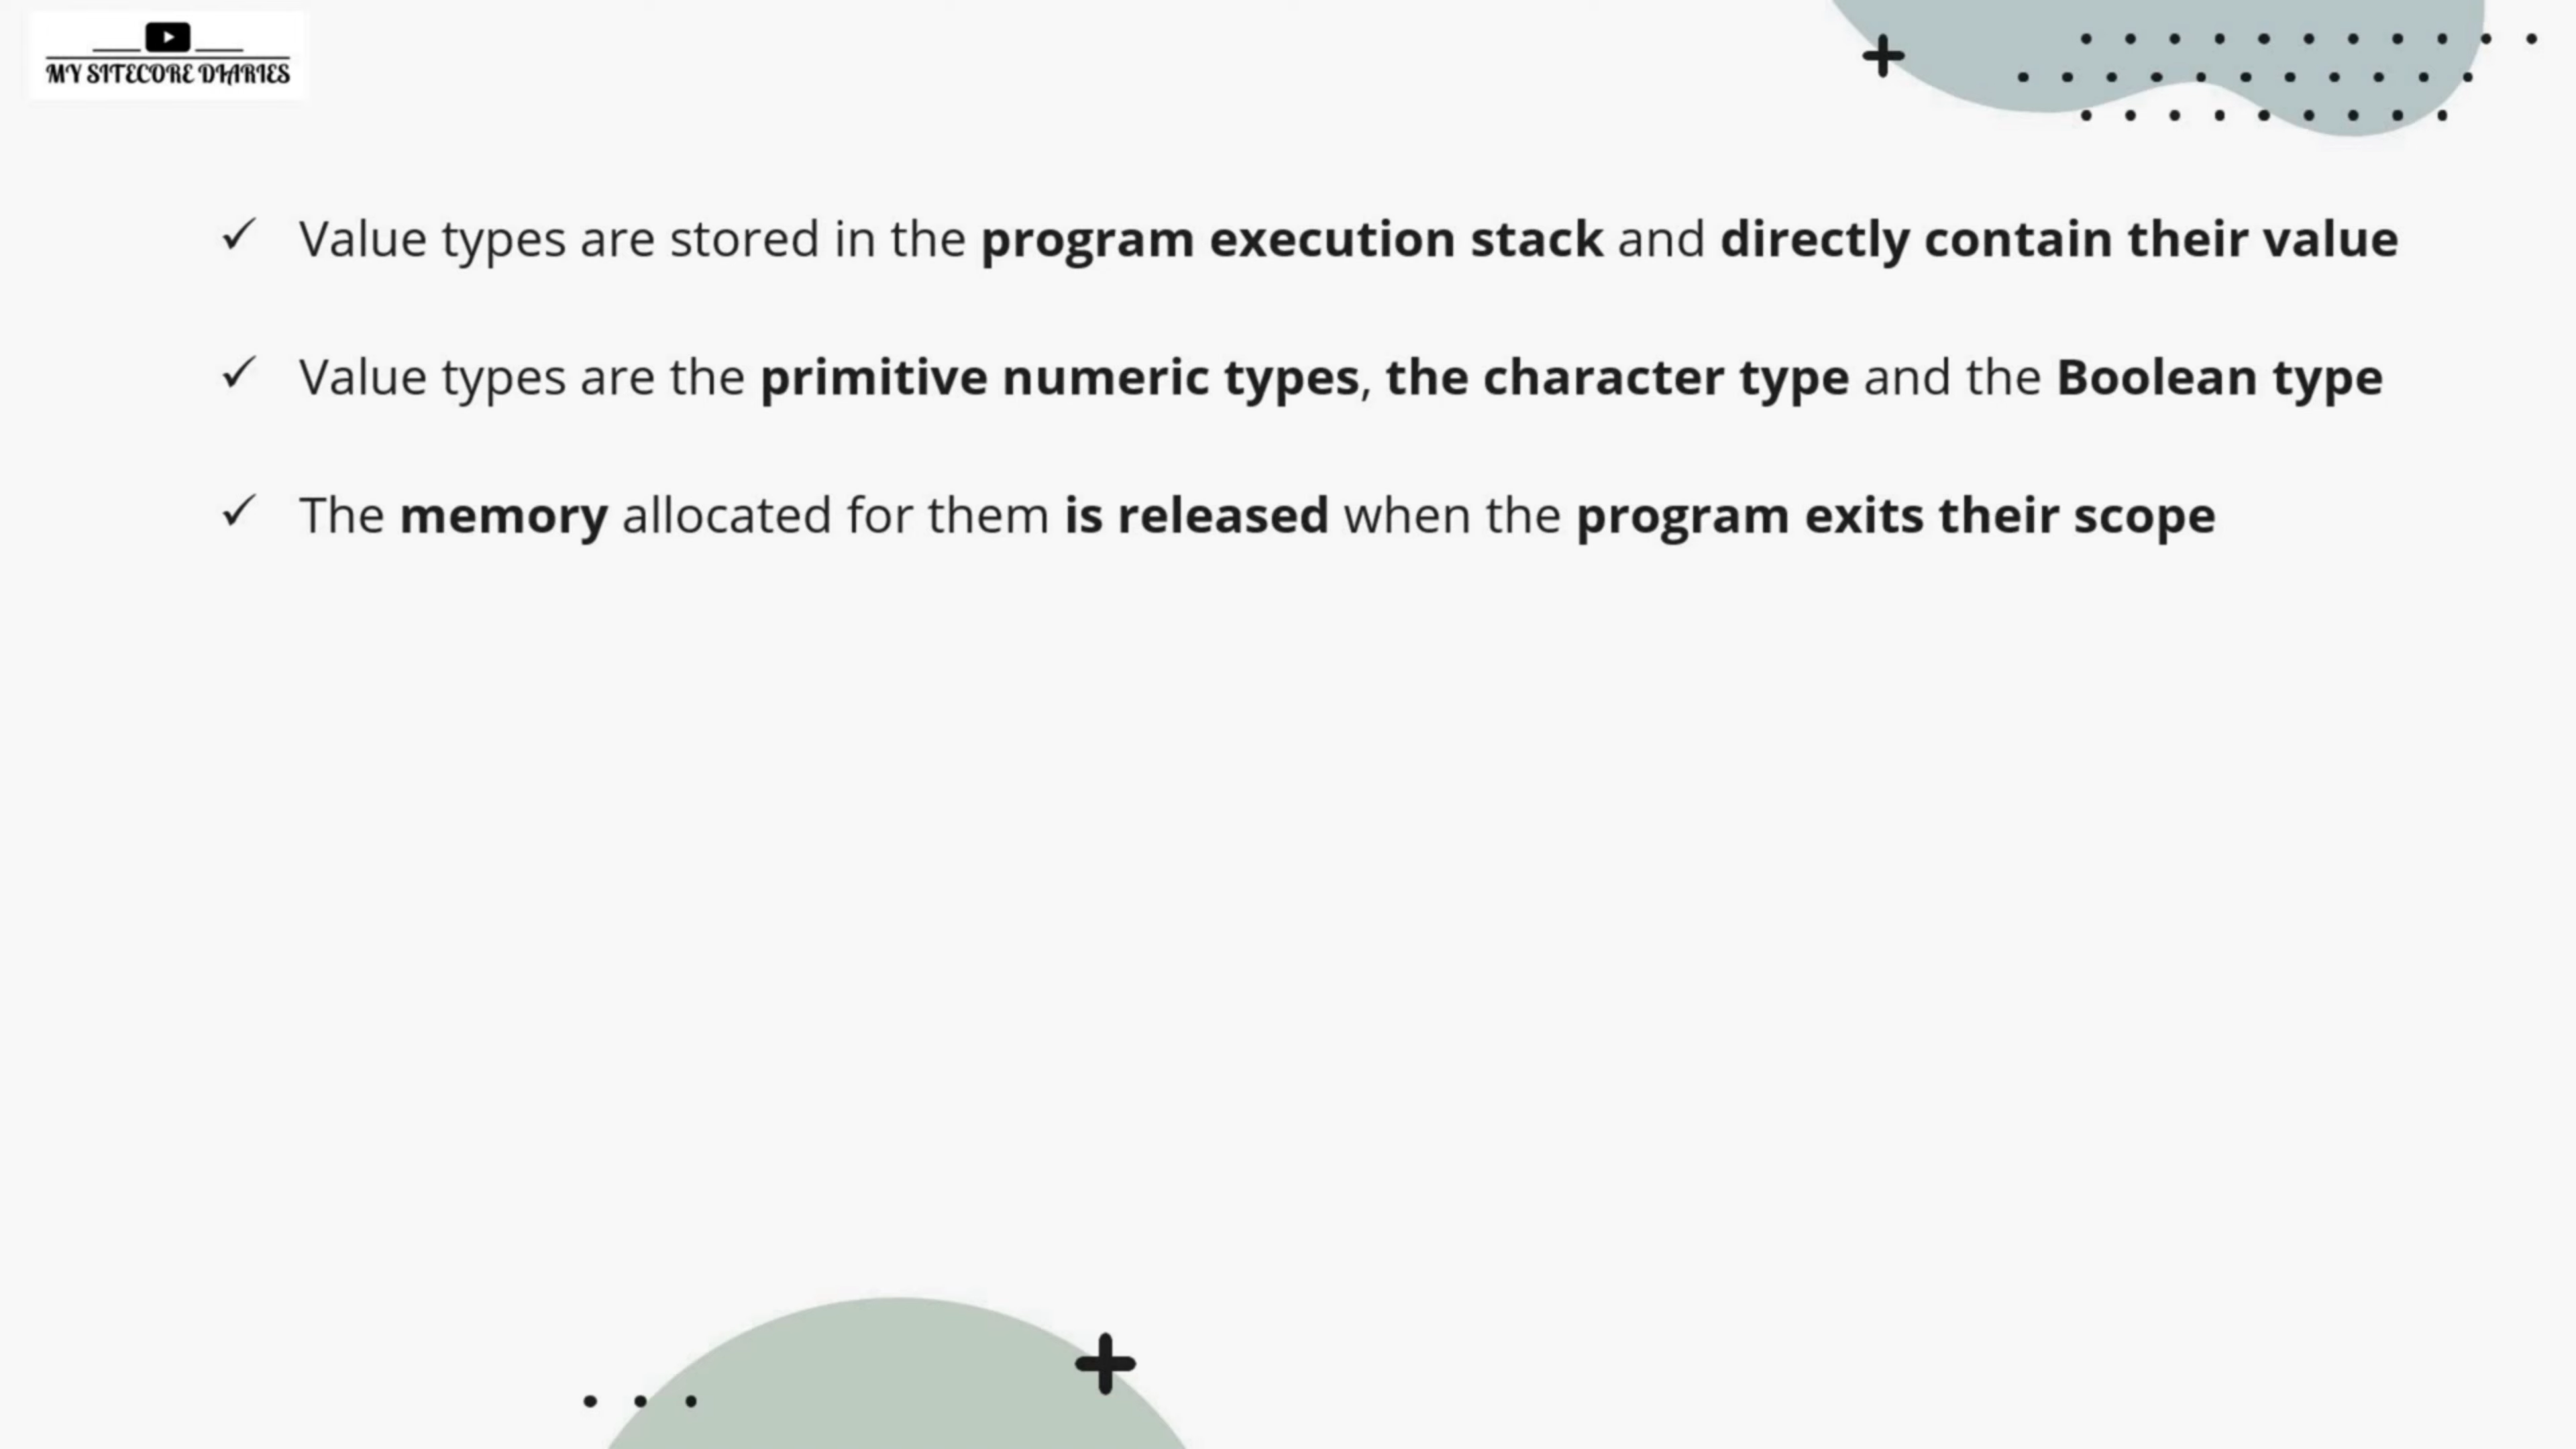 MY SITECORE DIARIES
✓ Value types are stored in the program execution stack and directly contain their value
✓ Value types are the primitive numeric types, the character type and the Boolean type
✓ The memory allocated for them is released when the program exits their scope